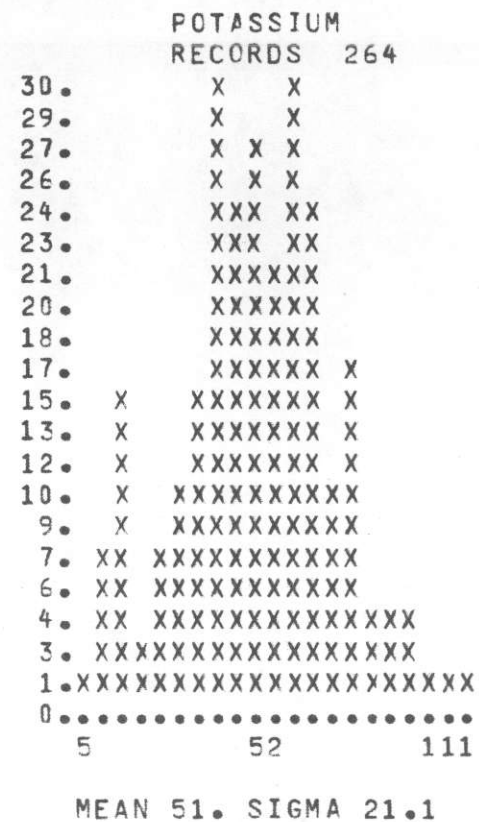 POTASSIUM
RECORDS 264
30. X X
29. X X
27. X X X
26. X X X
24. XXX XX
23. XXX XX
21. XXXXXX
20. XXXXXX
18. XXXXXX
17. XXXXXX X
15. X XXXXXXX X
13. X XXXXXXX X
12. X XXXXXXX X
10. X XXXXXXXXXX
9. X XXXXXXXXXX
7. XX XXXXXXXXXXX
6. XX XXXXXXXXXXX
4. XX XXXXXXXXXXXXXX
3. XXXXXXXXXXXXXXXXX
1.XXXXXXXXXXXXXXXXXXXXX
0......................
5 52 111
MEAN 51. SIGMA 21.1